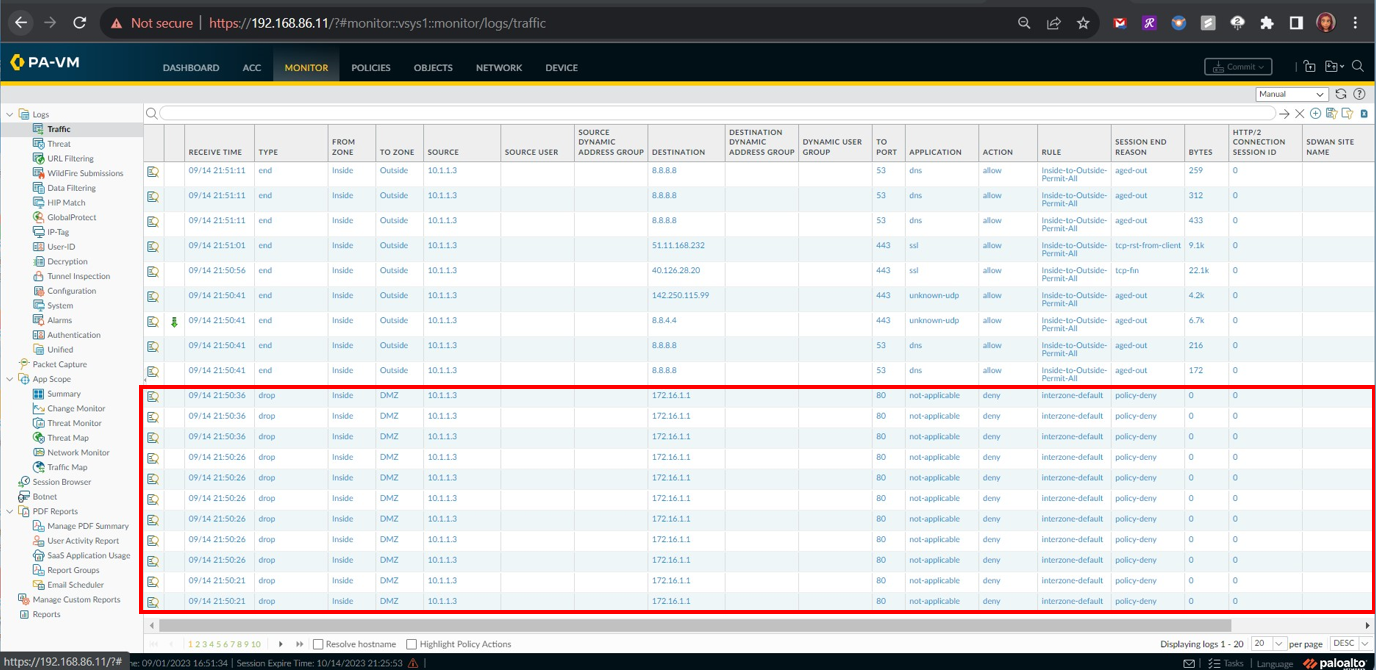 Not secure https://192.168.86.11/?#monitor::vsys1::monitor/logs/traffic
PA-VM DASHBOARD ACC MONITOR POLICIES OBJECTS NETWORK DEVICE Commit
Manual
Logs
Traffic
Threat
URL Filtering
WildFire Submissions
Data Filtering
HIP Match
GlobalProtect
IP-Tag
User-ID
Decryption
Tunnel Inspection
Configuration
System
Alarms
Authentication
Unified
Packet Capture
App Scope
Summary
Change Monitor
Threat Monitor
Threat Map
Network Monitor
Traffic Map
Session Browser
Botnet
PDF Reports
Manage PDF Summary
User Activity Report
SaaS Application Usage
Report Groups
Email Scheduler
Manage Custom Reports
Reports
RECEIVE TIME TYPE FROM ZONE TO ZONE SOURCE SOURCE USER SOURCE DYNAMIC ADDRESS GROUP DESTINATION DESTINATION DYNAMIC ADDRESS GROUP DYNAMIC USER GROUP TO PORT APPLICATION ACTION RULE SESSION END REASON BYTES HTTP/2 CONNECTION SESSION ID SDWAN SITE NAME
09/14 21:51:11 end Inside Outside 10.1.1.3 8.8.8.8 53 dns allow Inside-to-Outside-Permit-All aged-out 259 0
09/14 21:51:11 end Inside Outside 10.1.1.3 8.8.8.8 53 dns allow Inside-to-Outside-Permit-All aged-out 312 0
09/14 21:51:11 end Inside Outside 10.1.1.3 8.8.8.8 53 dns allow Inside-to-Outside-Permit-All aged-out 433 0
09/14 21:51:01 end Inside Outside 10.1.1.3 51.11.168.232 443 ssl allow Inside-to-Outside-Permit-All tcp-rst-from-client 9.1k 0
09/14 21:50:56 end Inside Outside 10.1.1.3 40.126.28.20 443 ssl allow Inside-to-Outside-Permit-All tcp-fin 22.1k 0
09/14 21:50:41 end Inside Outside 10.1.1.3 142.250.115.99 443 unknown-udp allow Inside-to-Outside-Permit-All aged-out 4.2k 0
09/14 21:50:41 end Inside Outside 10.1.1.3 8.8.4.4 443 unknown-udp allow Inside-to-Outside-Permit-All aged-out 6.7k 0
09/14 21:50:41 end Inside Outside 10.1.1.3 8.8.8.8 53 dns allow Inside-to-Outside-Permit-All aged-out 216 0
09/14 21:50:41 end Inside Outside 10.1.1.3 8.8.8.8 53 dns allow Inside-to-Outside-Permit-All aged-out 172 0
09/14 21:50:36 drop Inside DMZ 10.1.1.3 172.16.1.1 80 not-applicable deny interzone-default policy-deny 0 0
09/14 21:50:36 drop Inside DMZ 10.1.1.3 172.16.1.1 80 not-applicable deny interzone-default policy-deny 0 0
09/14 21:50:36 drop Inside DMZ 10.1.1.3 172.16.1.1 80 not-applicable deny interzone-default policy-deny 0 0
09/14 21:50:26 drop Inside DMZ 10.1.1.3 172.16.1.1 80 not-applicable deny interzone-default policy-deny 0 0
09/14 21:50:26 drop Inside DMZ 10.1.1.3 172.16.1.1 80 not-applicable deny interzone-default policy-deny 0 0
09/14 21:50:26 drop Inside DMZ 10.1.1.3 172.16.1.1 80 not-applicable deny interzone-default policy-deny 0 0
09/14 21:50:26 drop Inside DMZ 10.1.1.3 172.16.1.1 80 not-applicable deny interzone-default policy-deny 0 0
09/14 21:50:26 drop Inside DMZ 10.1.1.3 172.16.1.1 80 not-applicable deny interzone-default policy-deny 0 0
09/14 21:50:26 drop Inside DMZ 10.1.1.3 172.16.1.1 80 not-applicable deny interzone-default policy-deny 0 0
09/14 21:50:21 drop Inside DMZ 10.1.1.3 172.16.1.1 80 not-applicable deny interzone-default policy-deny 0 0
09/14 21:50:21 drop Inside DMZ 10.1.1.3 172.16.1.1 80 not-applicable deny interzone-default policy-deny 0 0
1 2 3 4 5 6 7 8 9 10 Resolve hostname Highlight Policy Actions Displaying logs 1 - 20 20 per page DESC
https://192.168.86.11/?# me: 09/01/2023 16:51:34 | Session Expire Time: 10/14/2023 21:25:53 | Tasks | Language paloalto